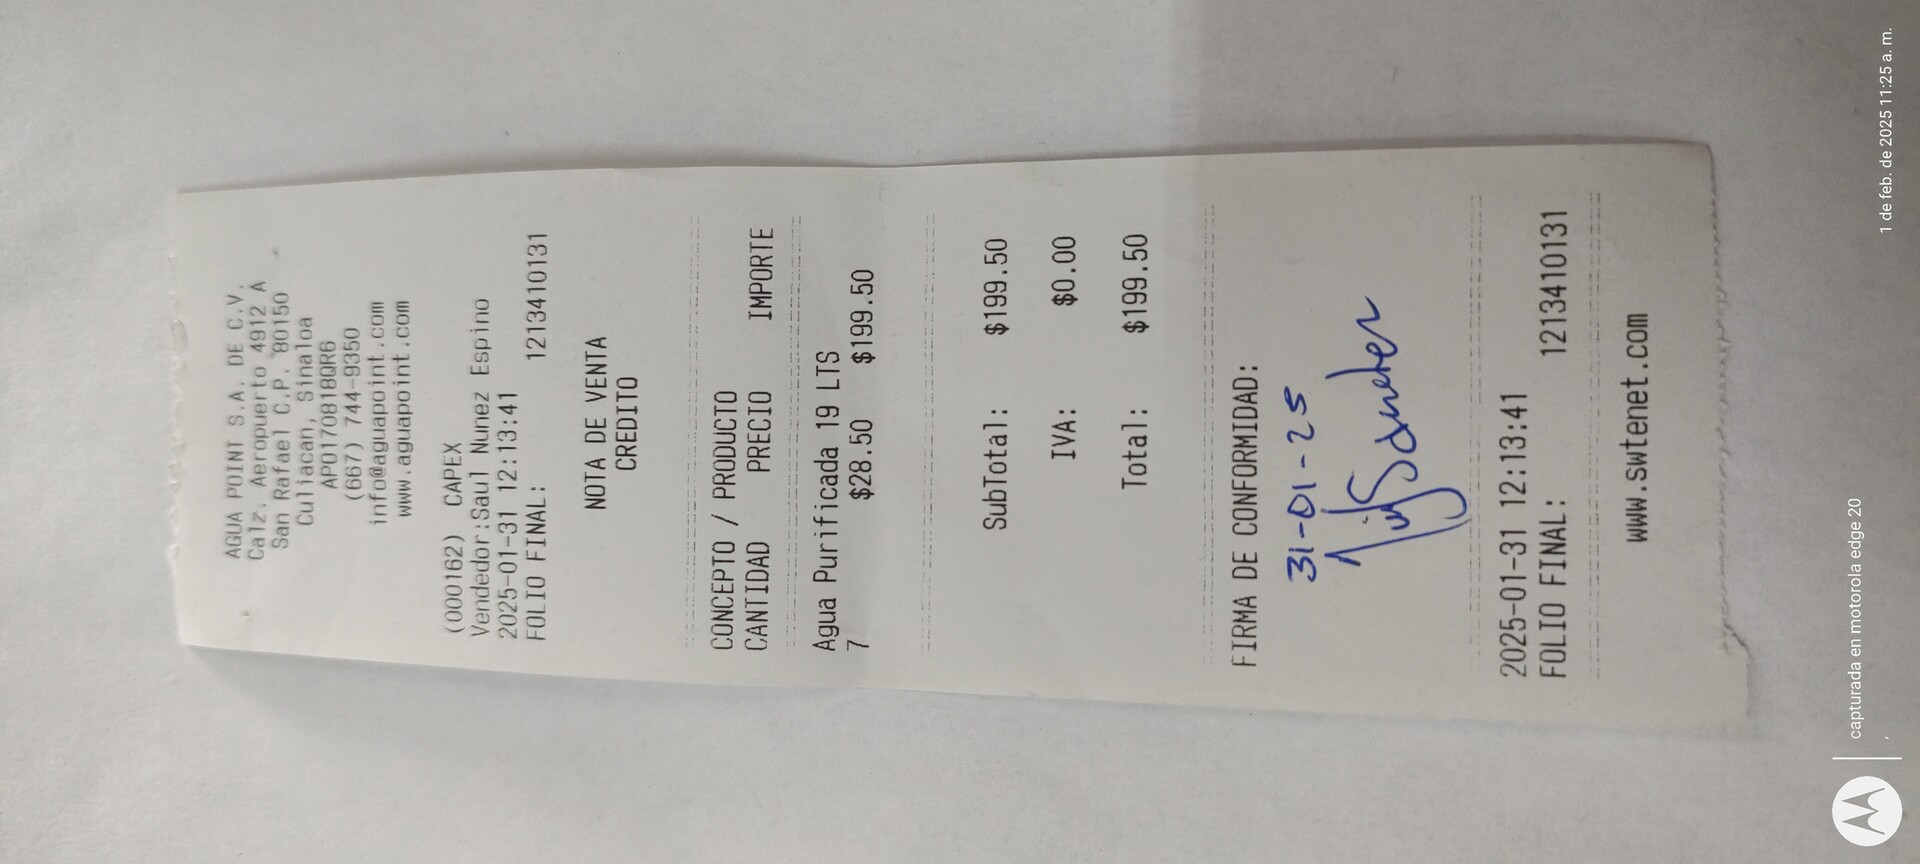 AGUA POINT S.A. DE C.V.
Calz. Aeropuerto 4912 A
San Rafael C.P. 80150
Culiacan, Sinaloa
APO170818QR6
(667) 744-9350
info@aguapoint.com
www.aguapoint.com
(000162) CAPEX
Vendedor:Saul Nunez Espino
2025-01-31 12:13:41
FOLIO FINAL: 1213410131
NOTA DE VENTA
CREDITO
CONCEPTO / PRODUCTO
CANTIDAD PRECIO IMPORTE
Agua Purificada 19 LTS
7 $28.50 $199.50
SubTotal: $199.50
IVA: $0.00
Total: $199.50
FIRMA DE CONFORMIDAD:
31-01-25
2025-01-31 12:13:41
FOLIO FINAL: 1213410131
www.swtenet.com
capturada en motorola edge 20
1 de feb. de 2025 11:25 a. m.